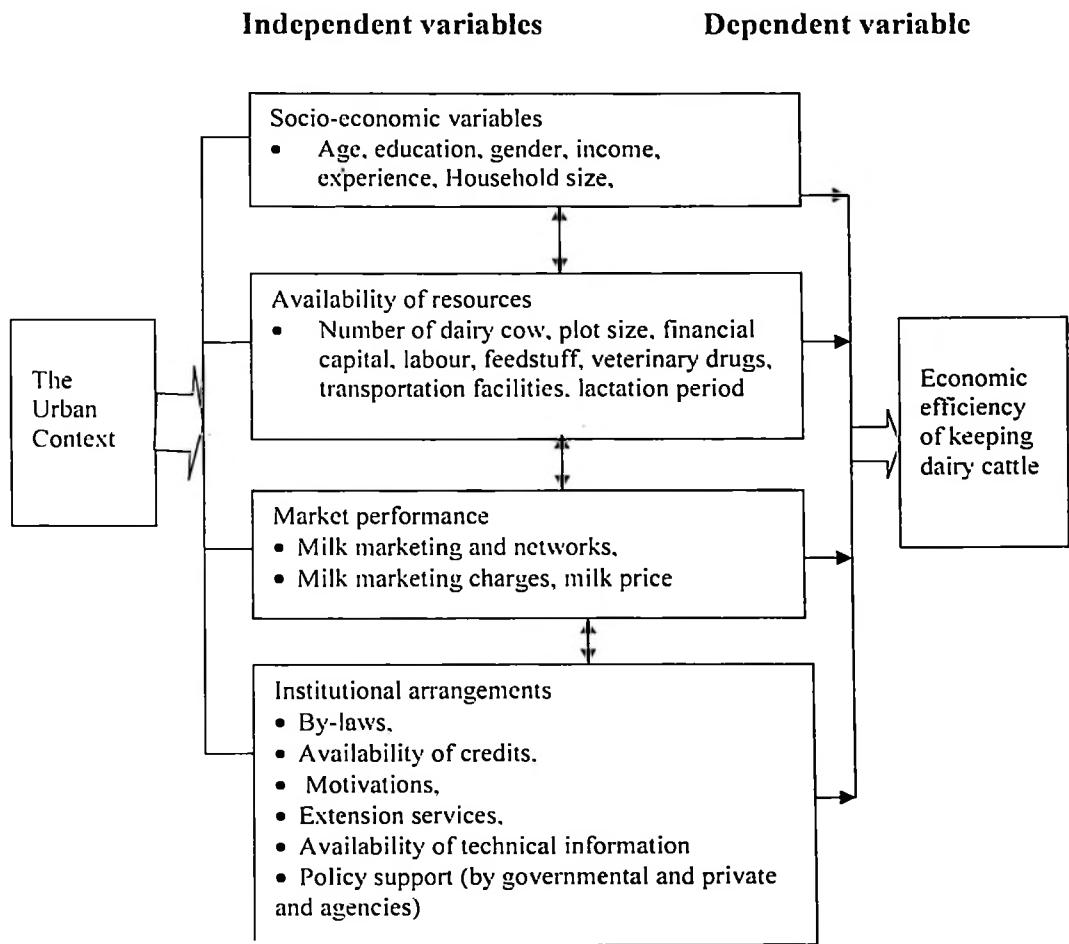 Independent variables
Dependent variable
Socio-economic variables
• Age, education, gender, income,
experience, Household size,
Availability of resources
• Number of dairy cow, plot size, financial
capital, labour, feedstuff, veterinary drugs,
transportation facilities. lactation period
Market performance
• Milk marketing and networks,
• Milk marketing charges, milk price
Institutional arrangements
• By-laws,
• Availability of credits.
• Motivations,
• Extension services,
• Availability of technical information
• Policy support (by governmental and private
and agencies)
The
Urban
Context
Economic
efficiency
of keeping
dairy cattle